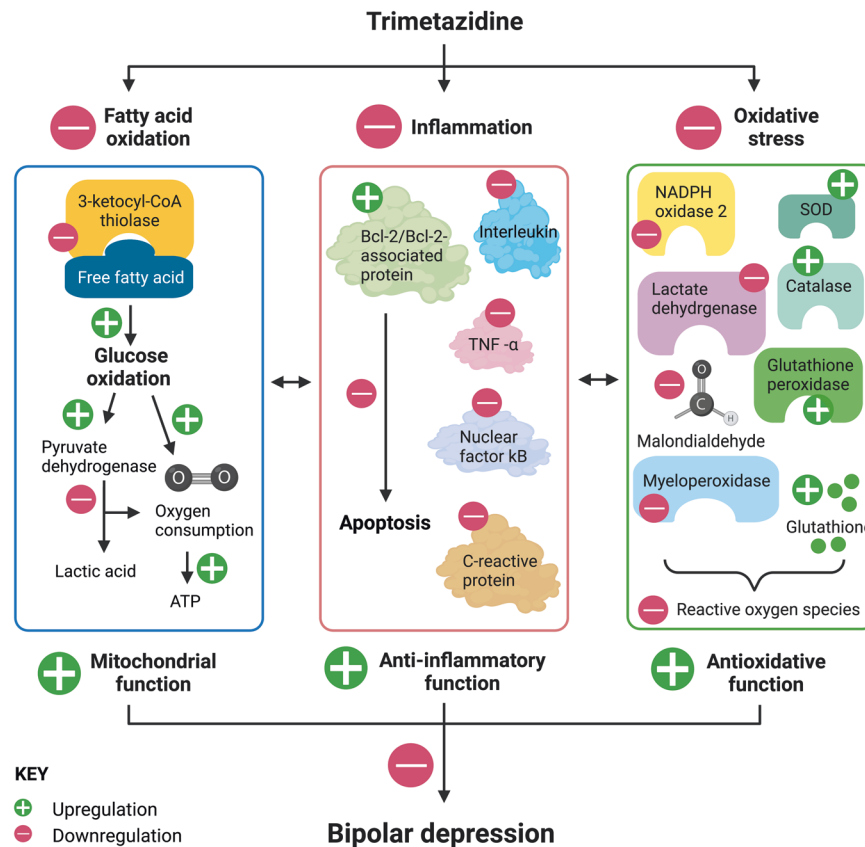 Trimetazidine
Fatty acid
oxidation
Inflammation
Oxidative
stress
3-ketocyl-CoA
thiolase
Free fatty acid
Glucose
oxidation
Pyruvate
dehydrogenase
O O
Oxygen
consumption
Lactic acid
ATP
Bcl-2/Bcl-2-
associated
protein
Interleukin
TNF -α
Nuclear
factor kB
Apoptosis
C-reactive
protein
NADPH
oxidase 2
SOD
Lactate
dehydrgenase
Catalase
Glutathione
peroxidase
O
C
H
Malondialdehyde
Myeloperoxidase
Glutathione
Reactive oxygen species
Mitochondrial
function
Anti-inflammatory
function
Antioxidative
function
KEY
Upregulation
Downregulation
Bipolar depression